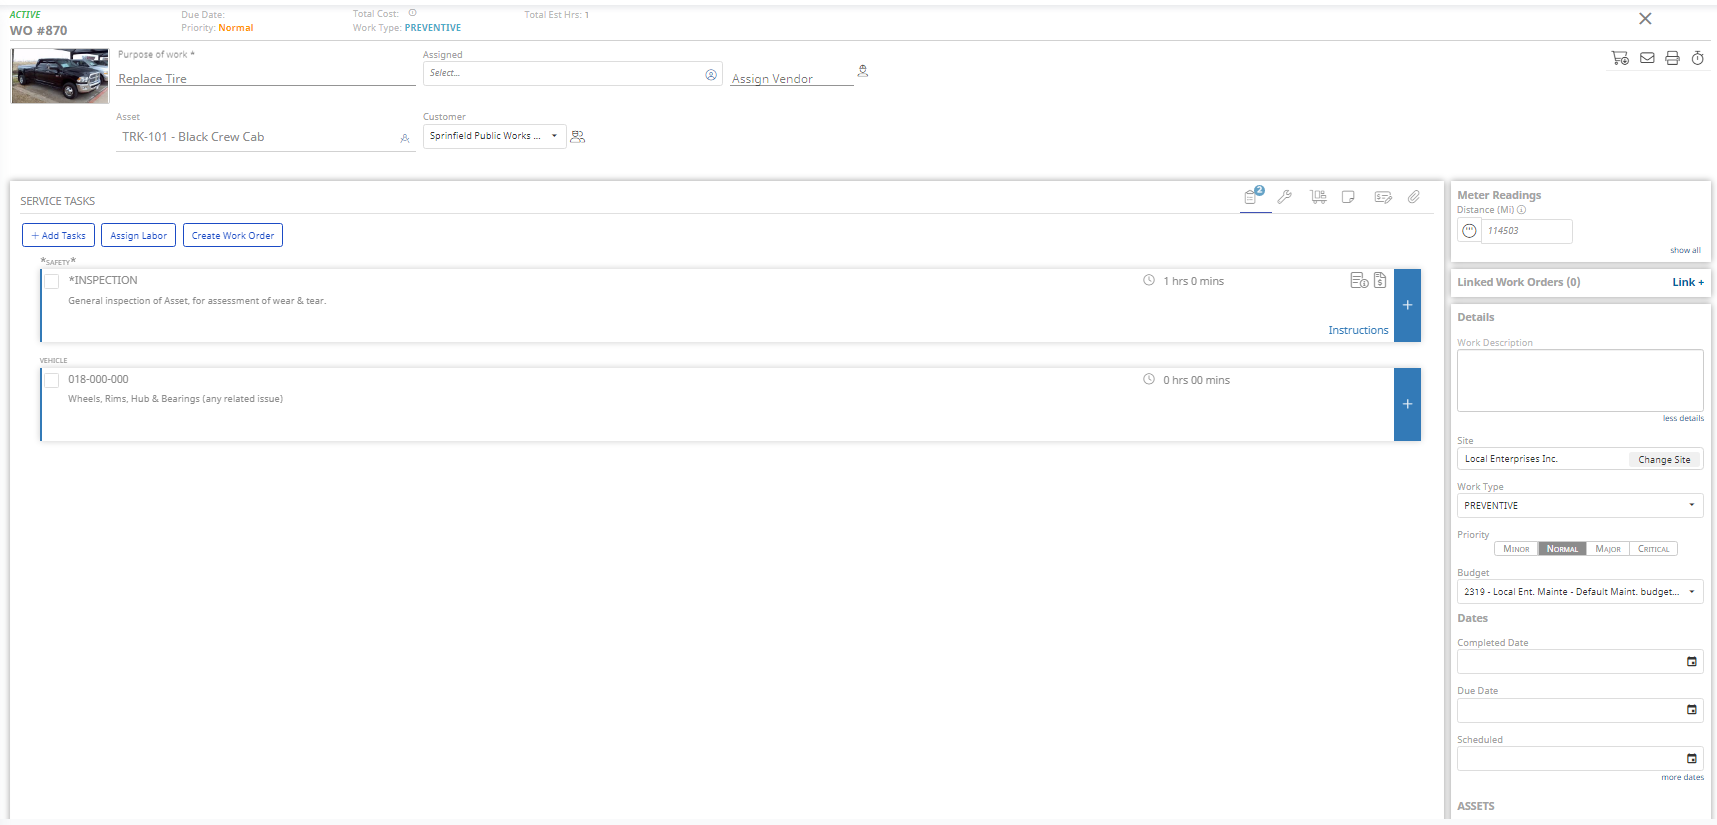 ACTIVE
WO #870
Due Date:
Priority: Normal
Total Cost:
Work Type: PREVENTIVE
Total Est Hrs: 1
Purpose of work *
Replace Tire
Assigned
Select...
Assign Vendor
Asset
TRK-101 - Black Crew Cab
Customer
Sprinfield Public Works ...
SERVICE TASKS
2
+ Add Tasks
Assign Labor
Create Work Order
*SAFETY*
*INSPECTION
1 hrs 0 mins
General inspection of Asset, for assessment of wear & tear.
+
Instructions
VEHICLE
018-000-000
0 hrs 00 mins
Wheels, Rims, Hub & Bearings (any related issue)
+
Meter Readings
Distance (Mi)
114503
show all
Linked Work Orders (0)
Link +
Details
Work Description
less details
Site
Local Enterprises Inc.
Change Site
Work Type
PREVENTIVE
Priority
MINOR
NORMAL
MAJOR
CRITICAL
Budget
2319 - Local Ent. Mainte - Default Maint. budget...
Dates
Completed Date
Due Date
Scheduled
more dates
ASSETS